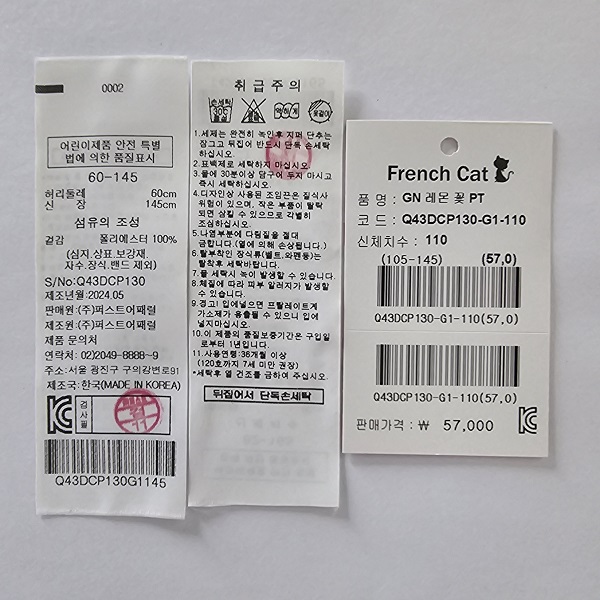 0002
어린이제품 안전 특별
법에 의한 품질표시
60-145
허리둘레 60cm
신 장 145cm
섬유의 조성
겉감 폴리에스터 100%
(심지.상표.보강재.
자수.장식.밴드 제외)
S/No:Q43DCP130
제조년월:2024.05
판매원:(주)퍼스트어패럴
제조원:(주)퍼스트어패럴
제품 문의처
연락처: 02)2049-8888~9
주소:서울 광진구 구의강변로91
제조국:한국(MADE IN KOREA)
검사필
Q43DCP130G1145
취급주의
손세탁
30℃
중성
약하게
옷걸이
1.세제는 완전히 녹인후 지퍼 단추는
잠그고 뒤집어 반드시 단독 손세탁
하십시오.
2.표백제로 세탁하지 마십시오.
3.물에 30분이상 담구어 두지 마시고
즉시 세탁하십시오.
4.디자인상 사용된 조임끈은 질식사
위험이 있으며, 작은 부품이 탈락
되면 삼킬 수 있으므로 각별히
조심하십시오.
5.나염부분에 다림질을 절대
금합니다.(열에 의해 손상됩니다.)
6.탈부착인 장식류(벨트,와펜등)는
탈착후 세탁바랍니다.
7.물 세탁시 녹이 발생할 수 있습니다.
8.체질에 따라 피부 알러지가 발생할
수 있습니다.
9.경고! 입에넣으면 프탈레이트계
가소제가 유출될 수 있으니 입에
넣지마십시오.
10.이 제품의 품질보증기간은 구입일
로부터 1년입니다.
11.사용연령:36개월 이상
(120호까지 7세 미만 권장)
*세탁후 열 건조를 금하여 주십시오.
뒤집어서 단독손세탁
French Cat
품 명 : GN 레몬 꽃 PT
코 드 : Q43DCP130-G1-110
신체치수 : 110
(105-145) (57,0)
Q43DCP130-G1-110(57,0)
Q43DCP130-G1-110(57,0)
판매가격 : ₩ 57,000